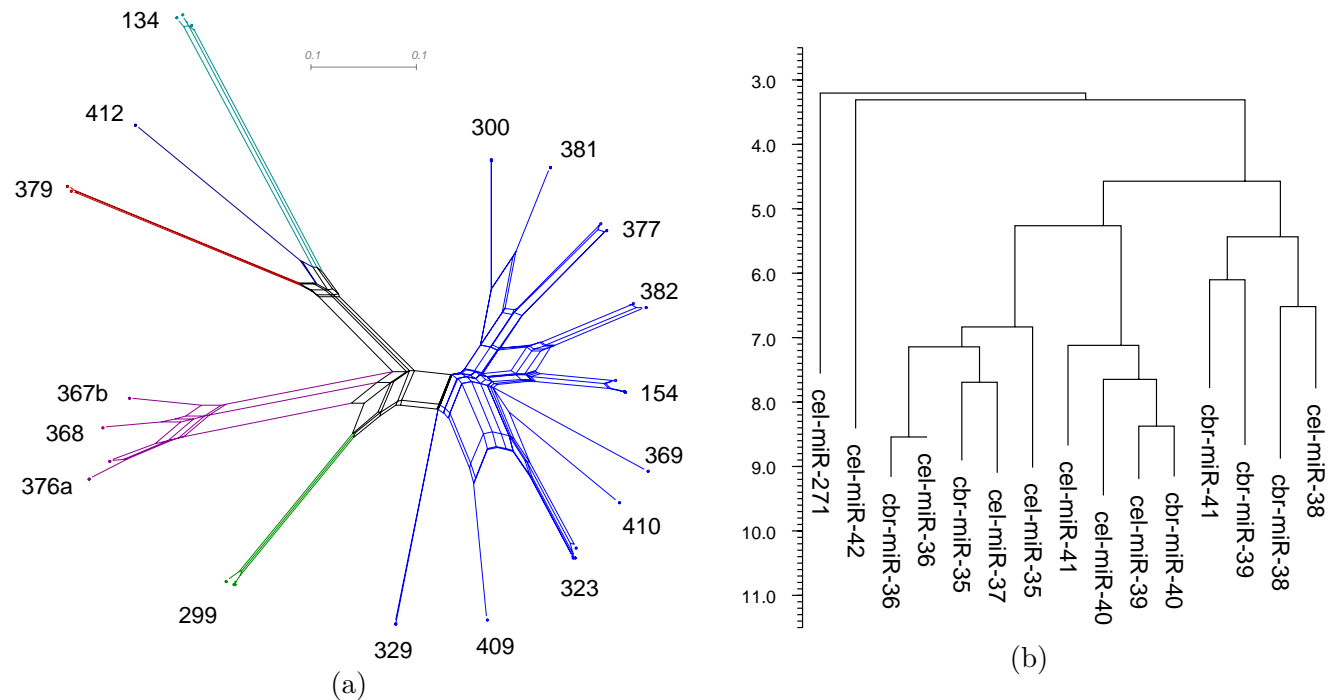 134
0.1 0.1
412
379
300
381
377
382
367b
368
376a
154
369
410
299
323
329
409
(a)
3.0
4.0
5.0
6.0
7.0
8.0
9.0
10.0
11.0
cel-miR-271
cel-miR-42
cbr-miR-36
cel-miR-36
cbr-miR-35
cel-miR-37
cel-miR-35
cel-miR-41
cel-miR-40
cel-miR-39
cbr-miR-40
cbr-miR-41
cbr-miR-39
cbr-miR-38
cel-miR-38
(b)